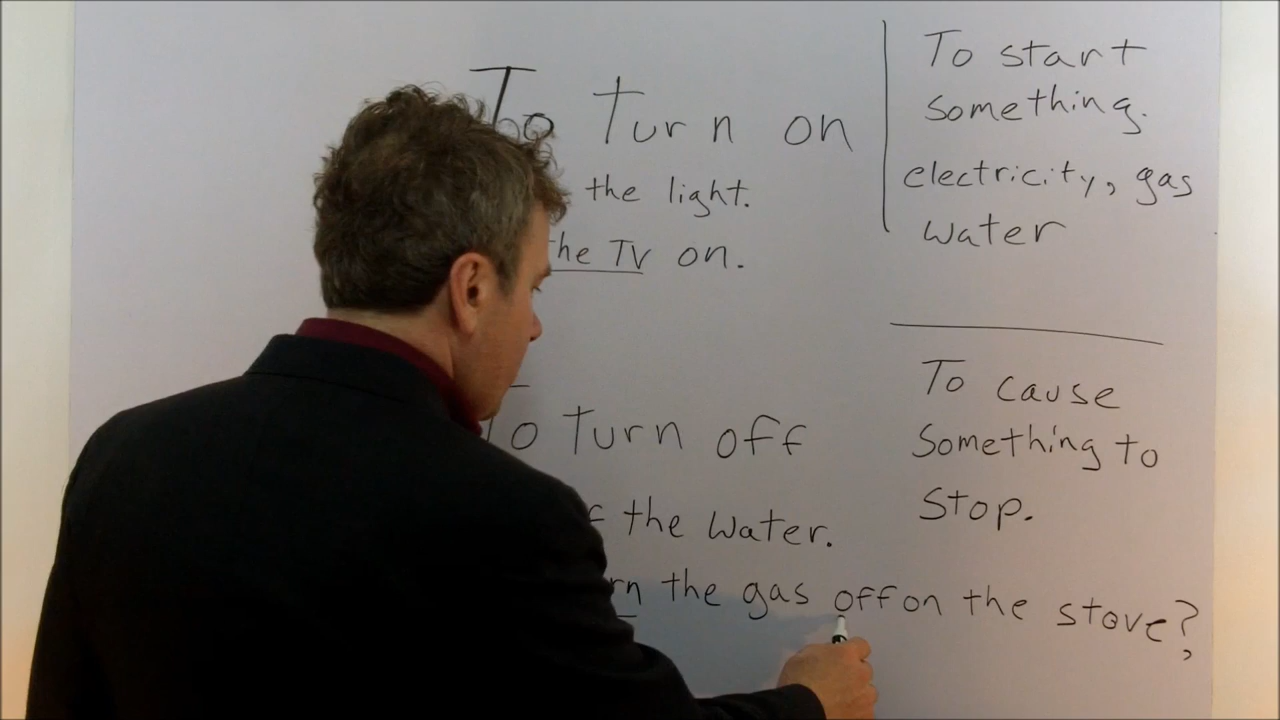 To Turn on
the light.
the TV on.
To start
something.
electricity, gas
water
To Turn off
the water.
the gas off on the stove?
To cause
something to
stop.